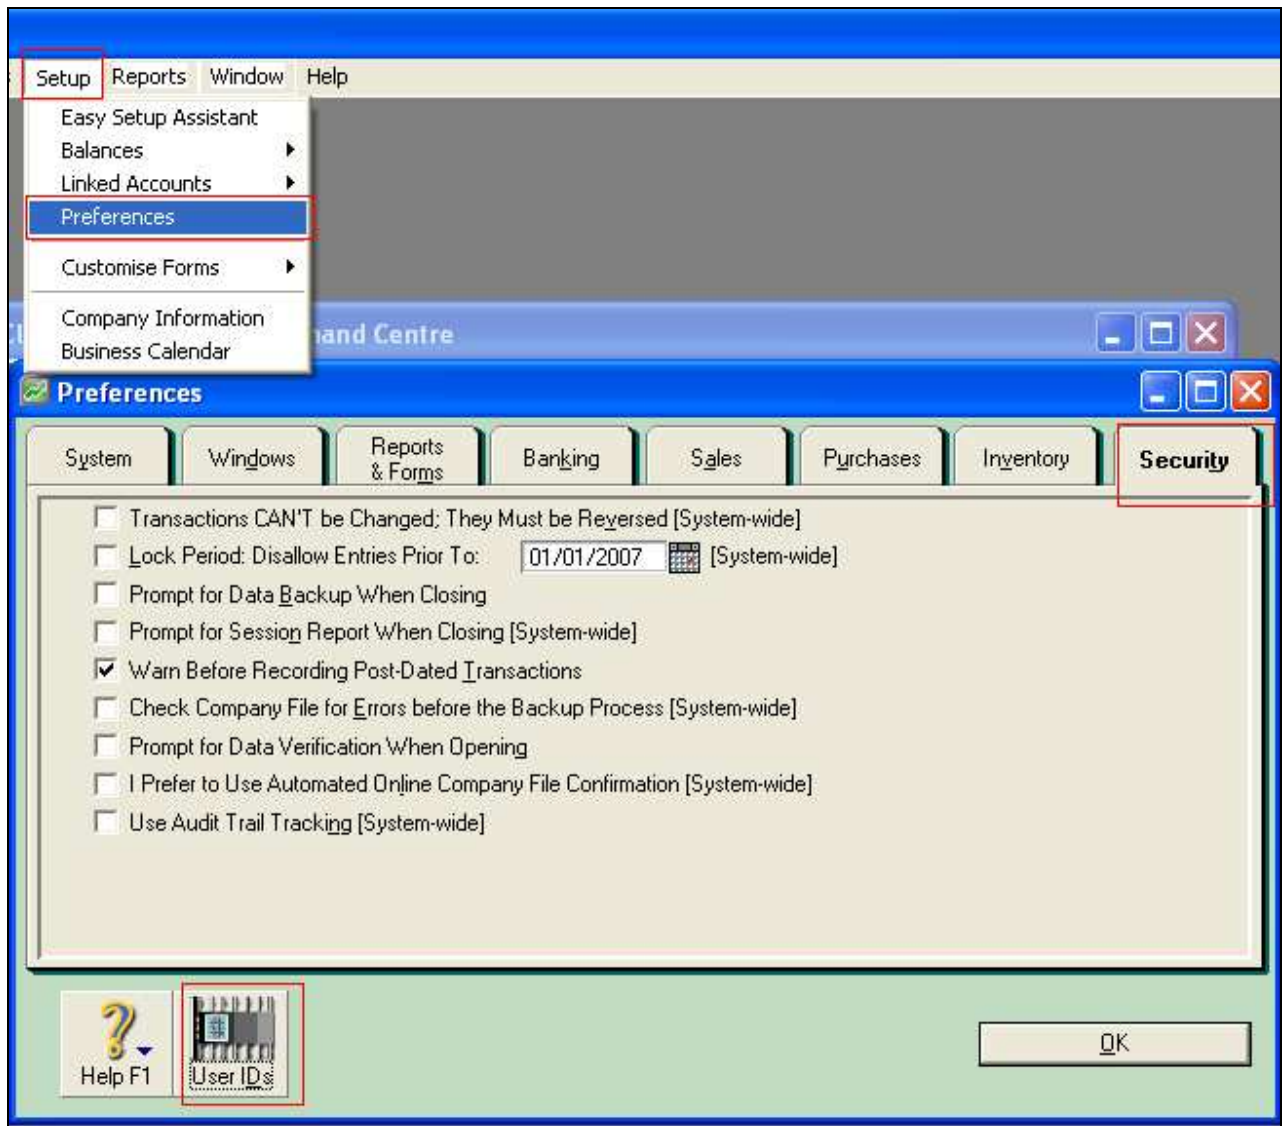 Setup Reports Window Help
Easy Setup Assistant
Balances
Linked Accounts
Preferences
Customise Forms
Company Information
Business Calendar
and Centre
Preferences
System Windows Reports & Forms Banking Sales Purchases Inventory Security
Transactions CAN'T be Changed; They Must be Reversed [System-wide]
Lock Period: Disallow Entries Prior To: 01/01/2007 [System-wide]
Prompt for Data Backup When Closing
Prompt for Session Report When Closing [System-wide]
Warn Before Recording Post-Dated Transactions
Check Company File for Errors before the Backup Process [System-wide]
Prompt for Data Verification When Opening
I Prefer to Use Automated Online Company File Confirmation [System-wide]
Use Audit Trail Tracking [System-wide]
Help F1 User IDs OK